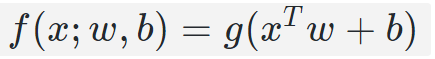 f(x; w, b) = g(x^T w + b)